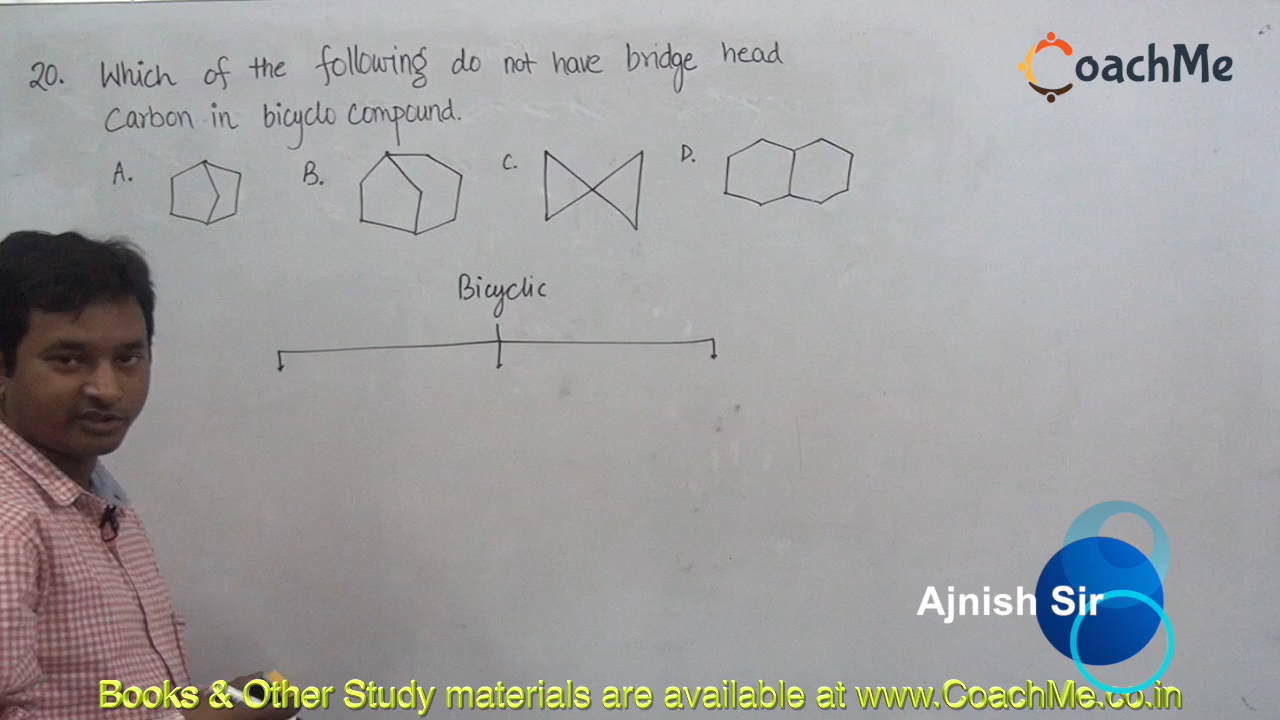 CoachMe
20. Which of the following do not have bridge head
Carbon in bicyclo compound.
A. B. C. D.
Bicyclic
Ajnish Sir
Books & Other Study materials are available at www.CoachMe.co.in